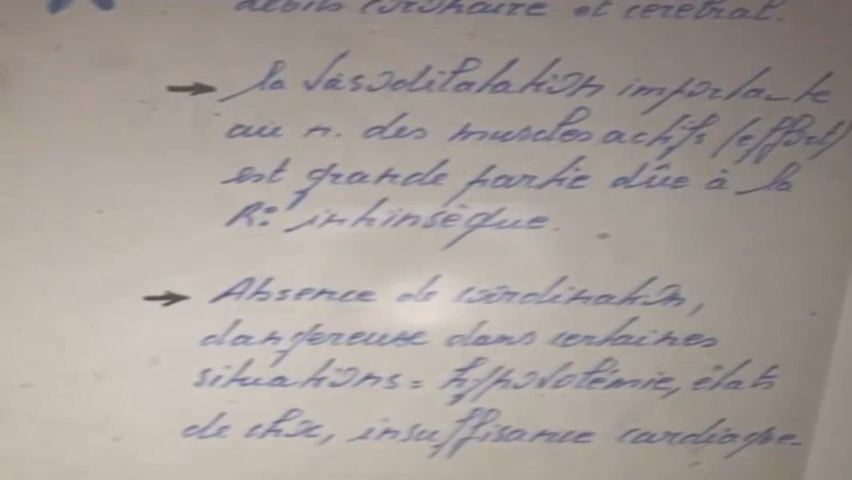 débits coronaire et cérébral.
→ la vasodilatation importante
au n. des muscles actifs (effort)
est grande partie dûe à la
R° intrinsèque.
→ Absence de coordination,
dangereuse dans certaines
situations = hypovolémie, états
de choc, insuffisance cardiaque.